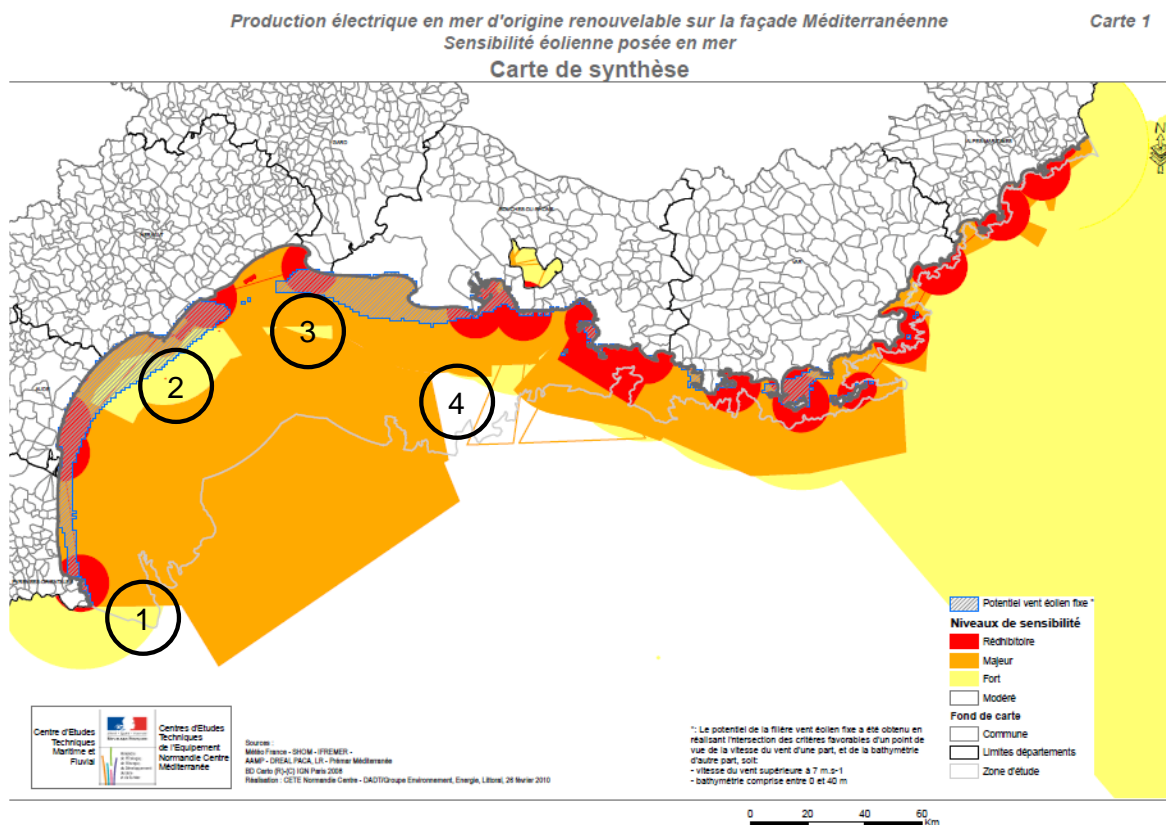 Production électrique en mer d'origine renouvelable sur la façade Méditerranéenne
Carte 1
Sensibilité éolienne posée en mer
Carte de synthèse
N
GARD
BOUCHES DU RHONE
VAR
3
2
4
1
Potentiel vent éolien fixe *
Niveaux de sensibilité
Rédhibitoire
Majeur
Fort
Modéré
Fond de carte
Commune
Limites départements
Zone d'étude
Centre d'Etudes
Techniques
Maritime et
Fluvial
Centres d'Etudes
Techniques
de l'Equipement
Normandie Centre
Méditerranée
Sources :
Météo France - SHOM - IFREMER -
AAMP - DREAL PACA, LR - Prémar Méditerranée
BD Carto (R)-(C) IGN Paris 2008
Réalisation : CETE Normandie Centre - DADT/Groupe Environnement, Energie, Littoral, 26 février 2010
*: Le potentiel de la filière vent éolien fixe a été obtenu en
réalisant l'intersection des critères favorables d'un point de
vue de la vitesse du vent d'une part, et de la bathymétrie
d'autre part, soit:
- vitesse du vent supérieure à 7 m.s-1
- bathymétrie comprise entre 0 et 40 m
0 20 40 60
Km